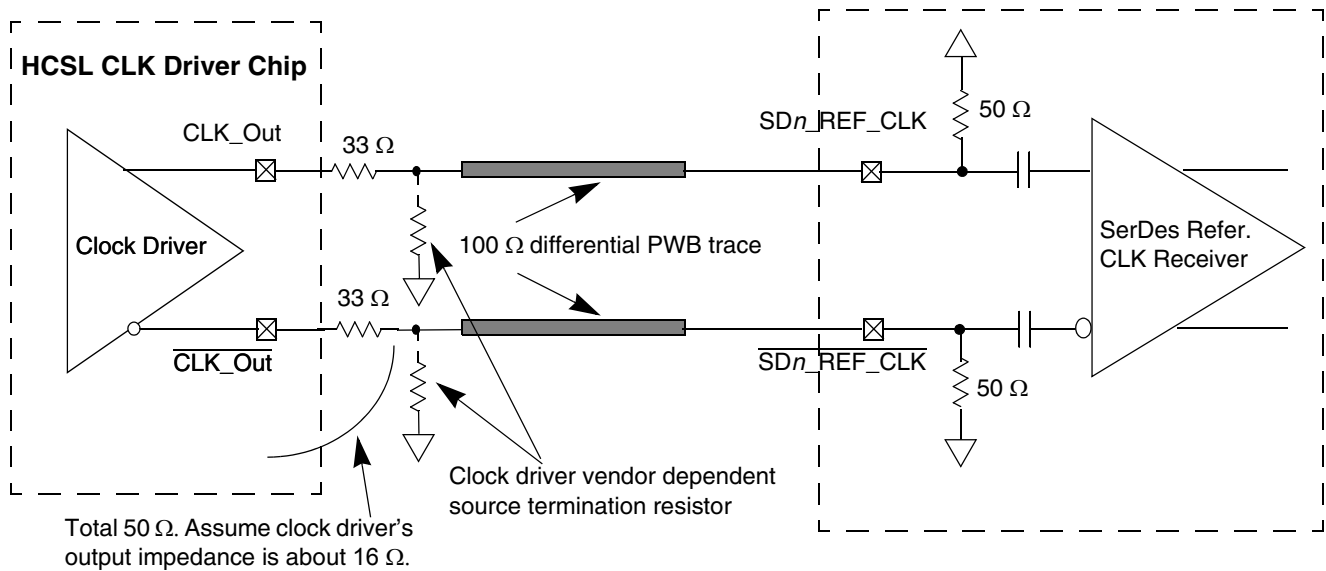 HCSL CLK Driver Chip
CLK_Out
33 Ω
SDn_REF_CLK
50 Ω
Clock Driver
100 Ω differential PWB trace
SerDes Refer.
CLK Receiver
33 Ω
CLK_Out
SDn_REF_CLK
50 Ω
Clock driver vendor dependent
source termination resistor
Total 50 Ω. Assume clock driver's
output impedance is about 16 Ω.